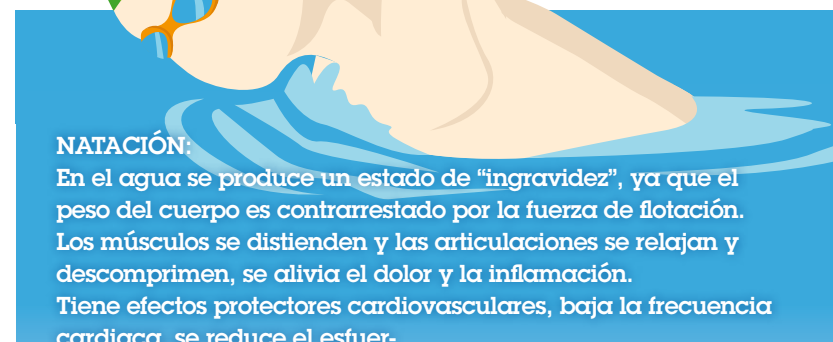 NATACIÓN:
En el agua se produce un estado de “ingravidez”, ya que el
peso del cuerpo es contrarrestado por la fuerza de flotación.
Los músculos se distienden y las articulaciones se relajan y
descomprimen, se alivia el dolor y la inflamación.
Tiene efectos protectores cardiovasculares, baja la frecuencia
cardiaca, se reduce el esfuer-